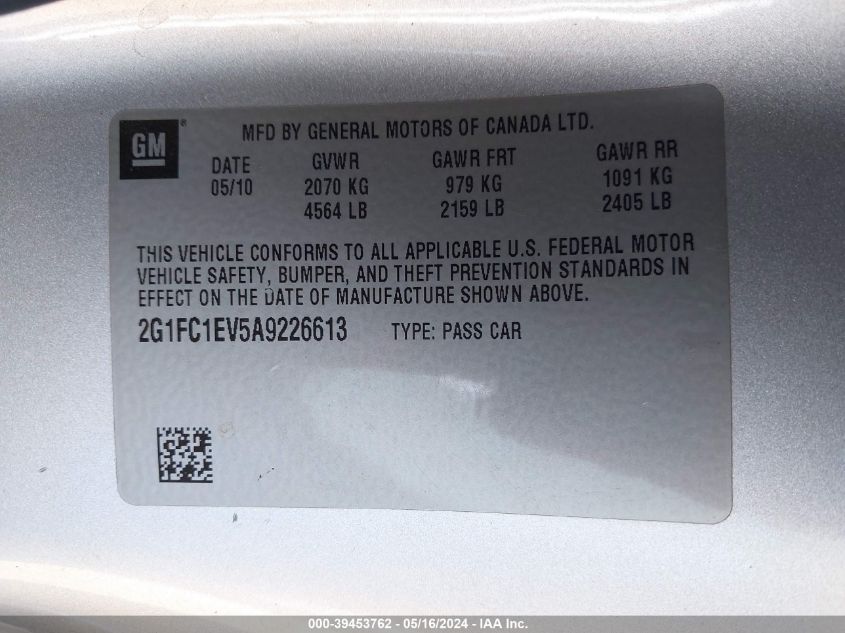 GM ®
MFD BY GENERAL MOTORS OF CANADA LTD.
DATE GVWR GAWR FRT GAWR RR
05/10 2070 KG 979 KG 1091 KG
4564 LB 2159 LB 2405 LB
THIS VEHICLE CONFORMS TO ALL APPLICABLE U.S. FEDERAL MOTOR
VEHICLE SAFETY, BUMPER, AND THEFT PREVENTION STANDARDS IN
EFFECT ON THE DATE OF MANUFACTURE SHOWN ABOVE.
2G1FC1EV5A9226613 TYPE: PASS CAR
000-39453762 - 05/16/2024 - IAA Inc.